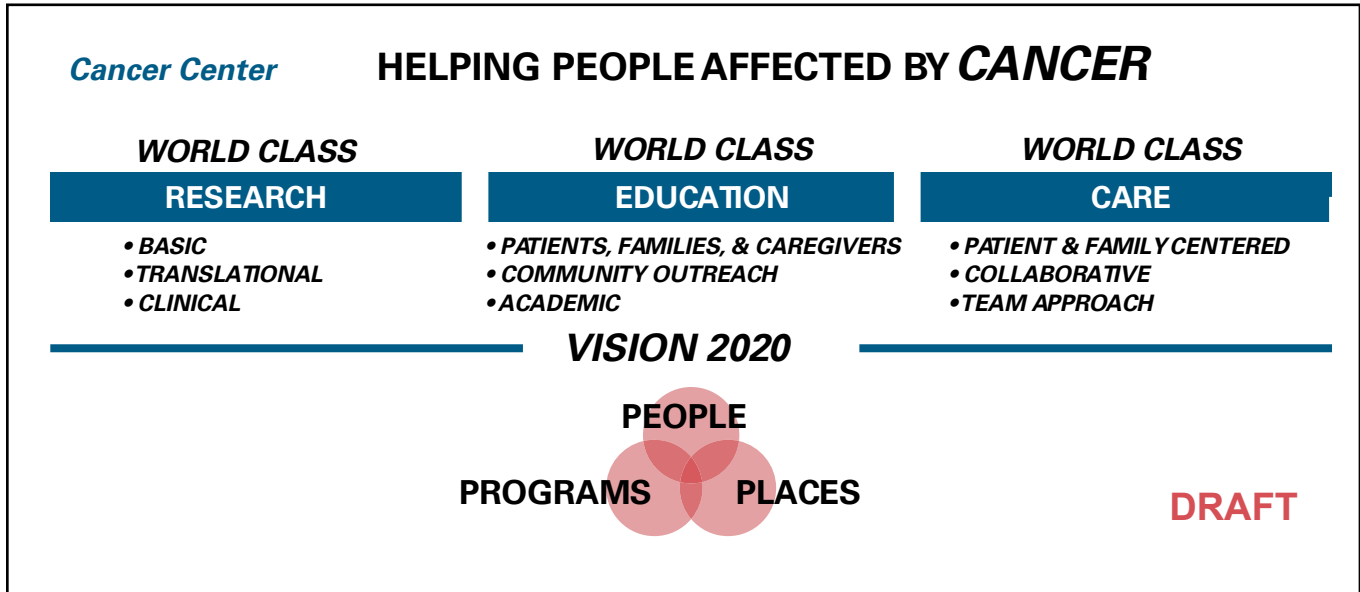 Cancer Center
HELPING PEOPLE AFFECTED BY CANCER
WORLD CLASS
RESEARCH
• BASIC
• TRANSLATIONAL
• CLINICAL
WORLD CLASS
EDUCATION
• PATIENTS, FAMILIES, & CAREGIVERS
• COMMUNITY OUTREACH
• ACADEMIC
WORLD CLASS
CARE
• PATIENT & FAMILY CENTERED
• COLLABORATIVE
• TEAM APPROACH
VISION 2020
PEOPLE
PROGRAMS
PLACES
DRAFT